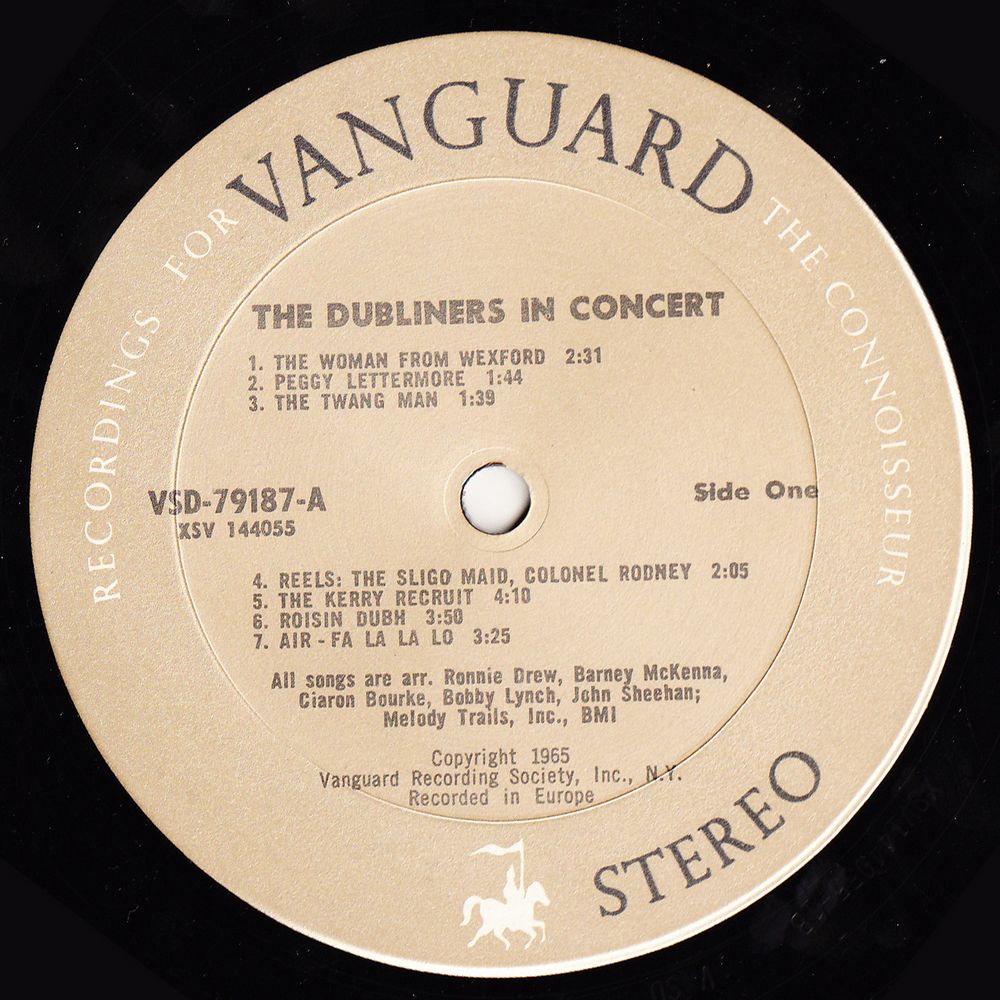 RECORDINGS FOR VANGUARD THE CONNOISSEUR
THE DUBLINERS IN CONCERT
1. THE WOMAN FROM WEXFORD 2:31
2. PEGGY LETTERMORE 1:44
3. THE TWANG MAN 1:39
VSD-79187-A
XSV 144055
Side One
4. REELS: THE SLIGO MAID, COLONEL RODNEY 2:05
5. THE KERRY RECRUIT 4:10
6. ROISIN DUBH 3:50
7. AIR - FA LA LA LO 3:25
All songs are arr. Ronnie Drew, Barney McKenna,
Ciaron Bourke, Bobby Lynch, John Sheehan;
Melody Trails, Inc., BMI
Copyright 1965
Vanguard Recording Society, Inc., N.Y.
Recorded in Europe
STEREO